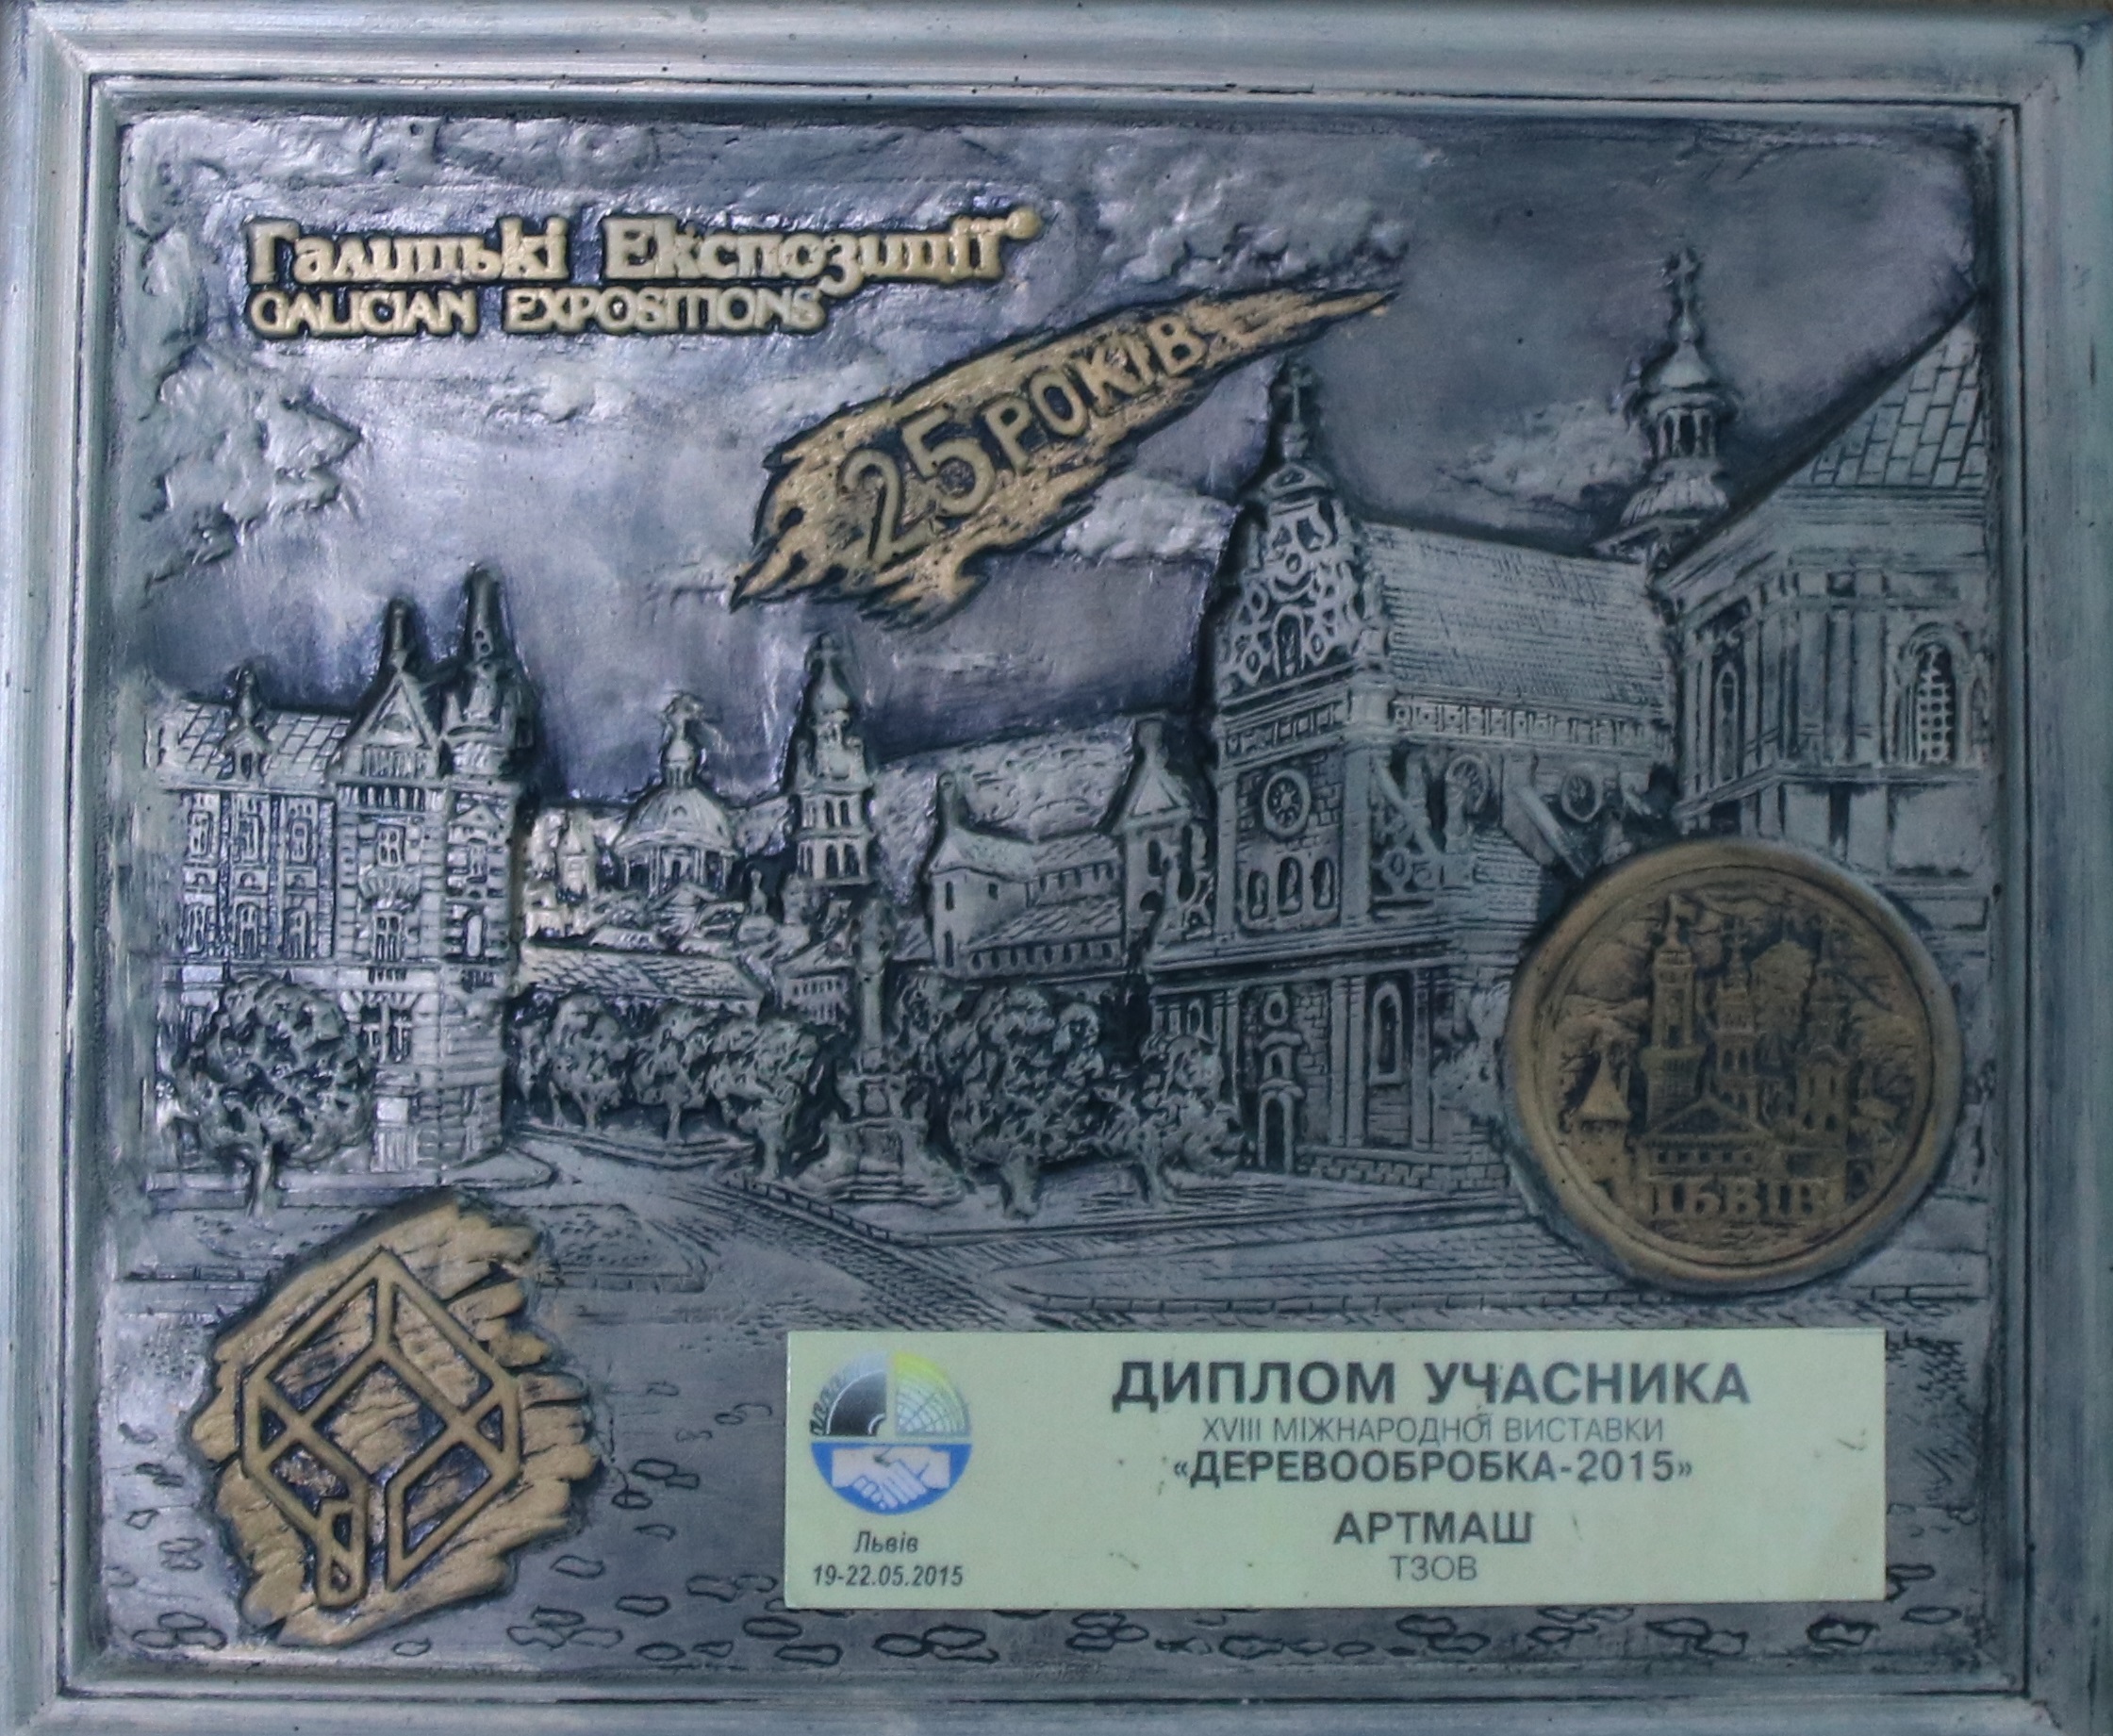 Галицькі Експозиції
GALICIAN EXPOSITIONS
25 РОКІВ
ЛЬВІВ
ДИПЛОМ УЧАСНИКА
XVIII МІЖНАРОДНОЇ ВИСТАВКИ
«ДЕРЕВООБРОБКА-2015»
АРТМАШ
ТЗОВ
Львів
19-22.05.2015